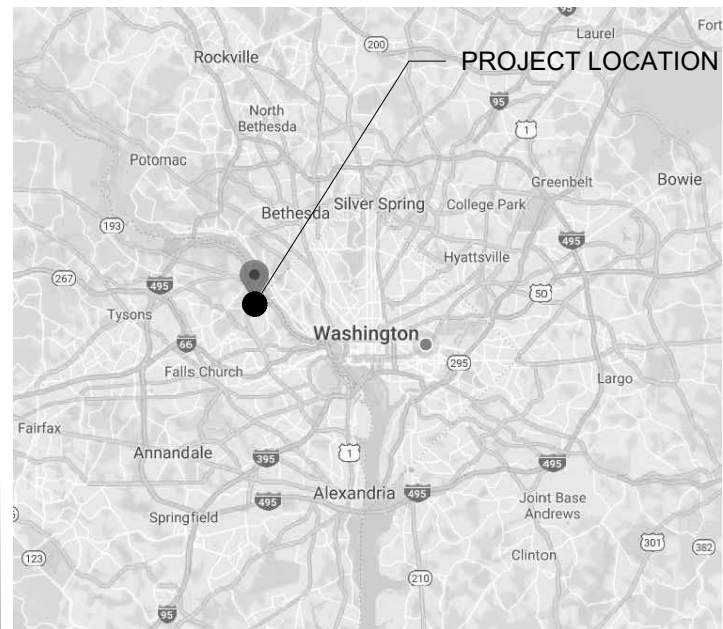 95
Fort
Laurel
200
Rockville
PROJECT LOCATION
North
Bethesda
95
1
Potomac
Greenbelt
Bowie
Bethesda
Silver Spring
College Park
193
495
Hyattsville
267
495
50
Tysons
Washington
66
295
Falls Church
Largo
Fairfax
Annandale
395
1
495
Alexandria
495
495
Joint Base
Andrews
Springfield
123
Clinton
301
382
210
95